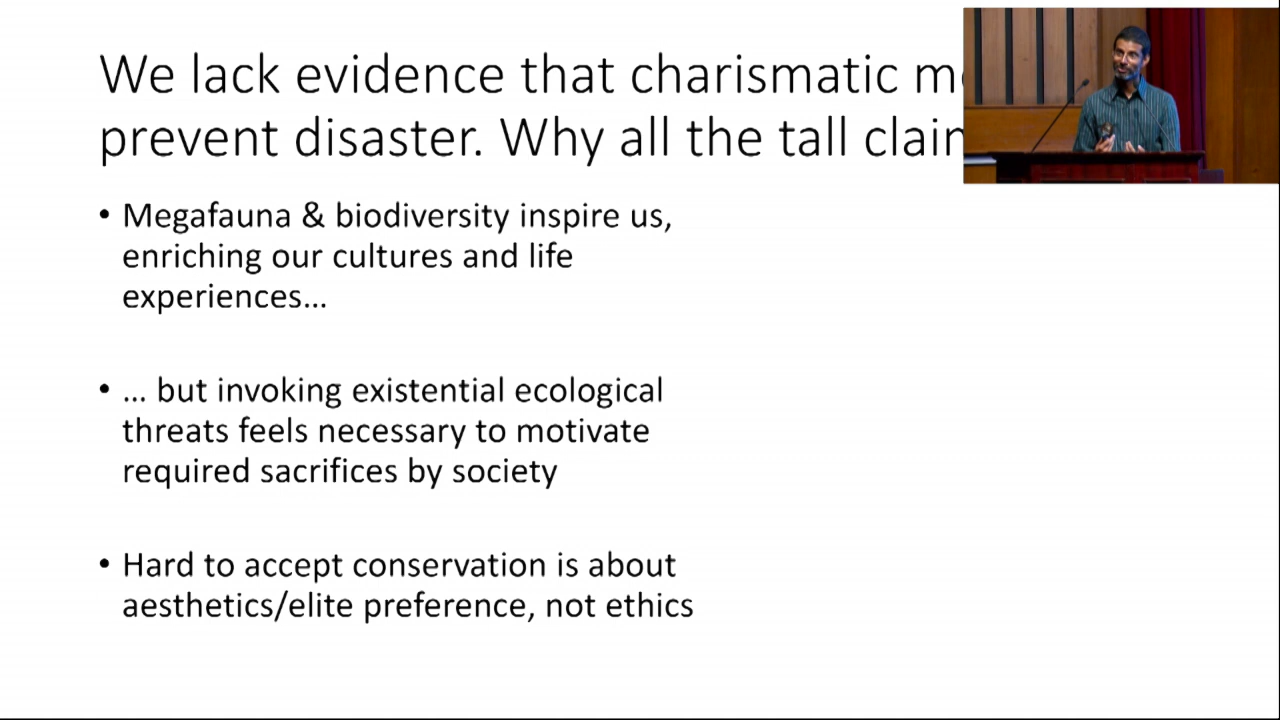 We lack evidence that charismatic
prevent disaster. Why all the tall
• Megafauna & biodiversity inspire us,
enriching our cultures and life
experiences...
• ... but invoking existential ecological
threats feels necessary to motivate
required sacrifices by society
• Hard to accept conservation is about
aesthetics/elite preference, not ethics